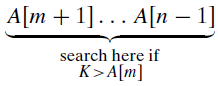 A[m + 1] . . . A[n − 1]
search here if
K>A[m]